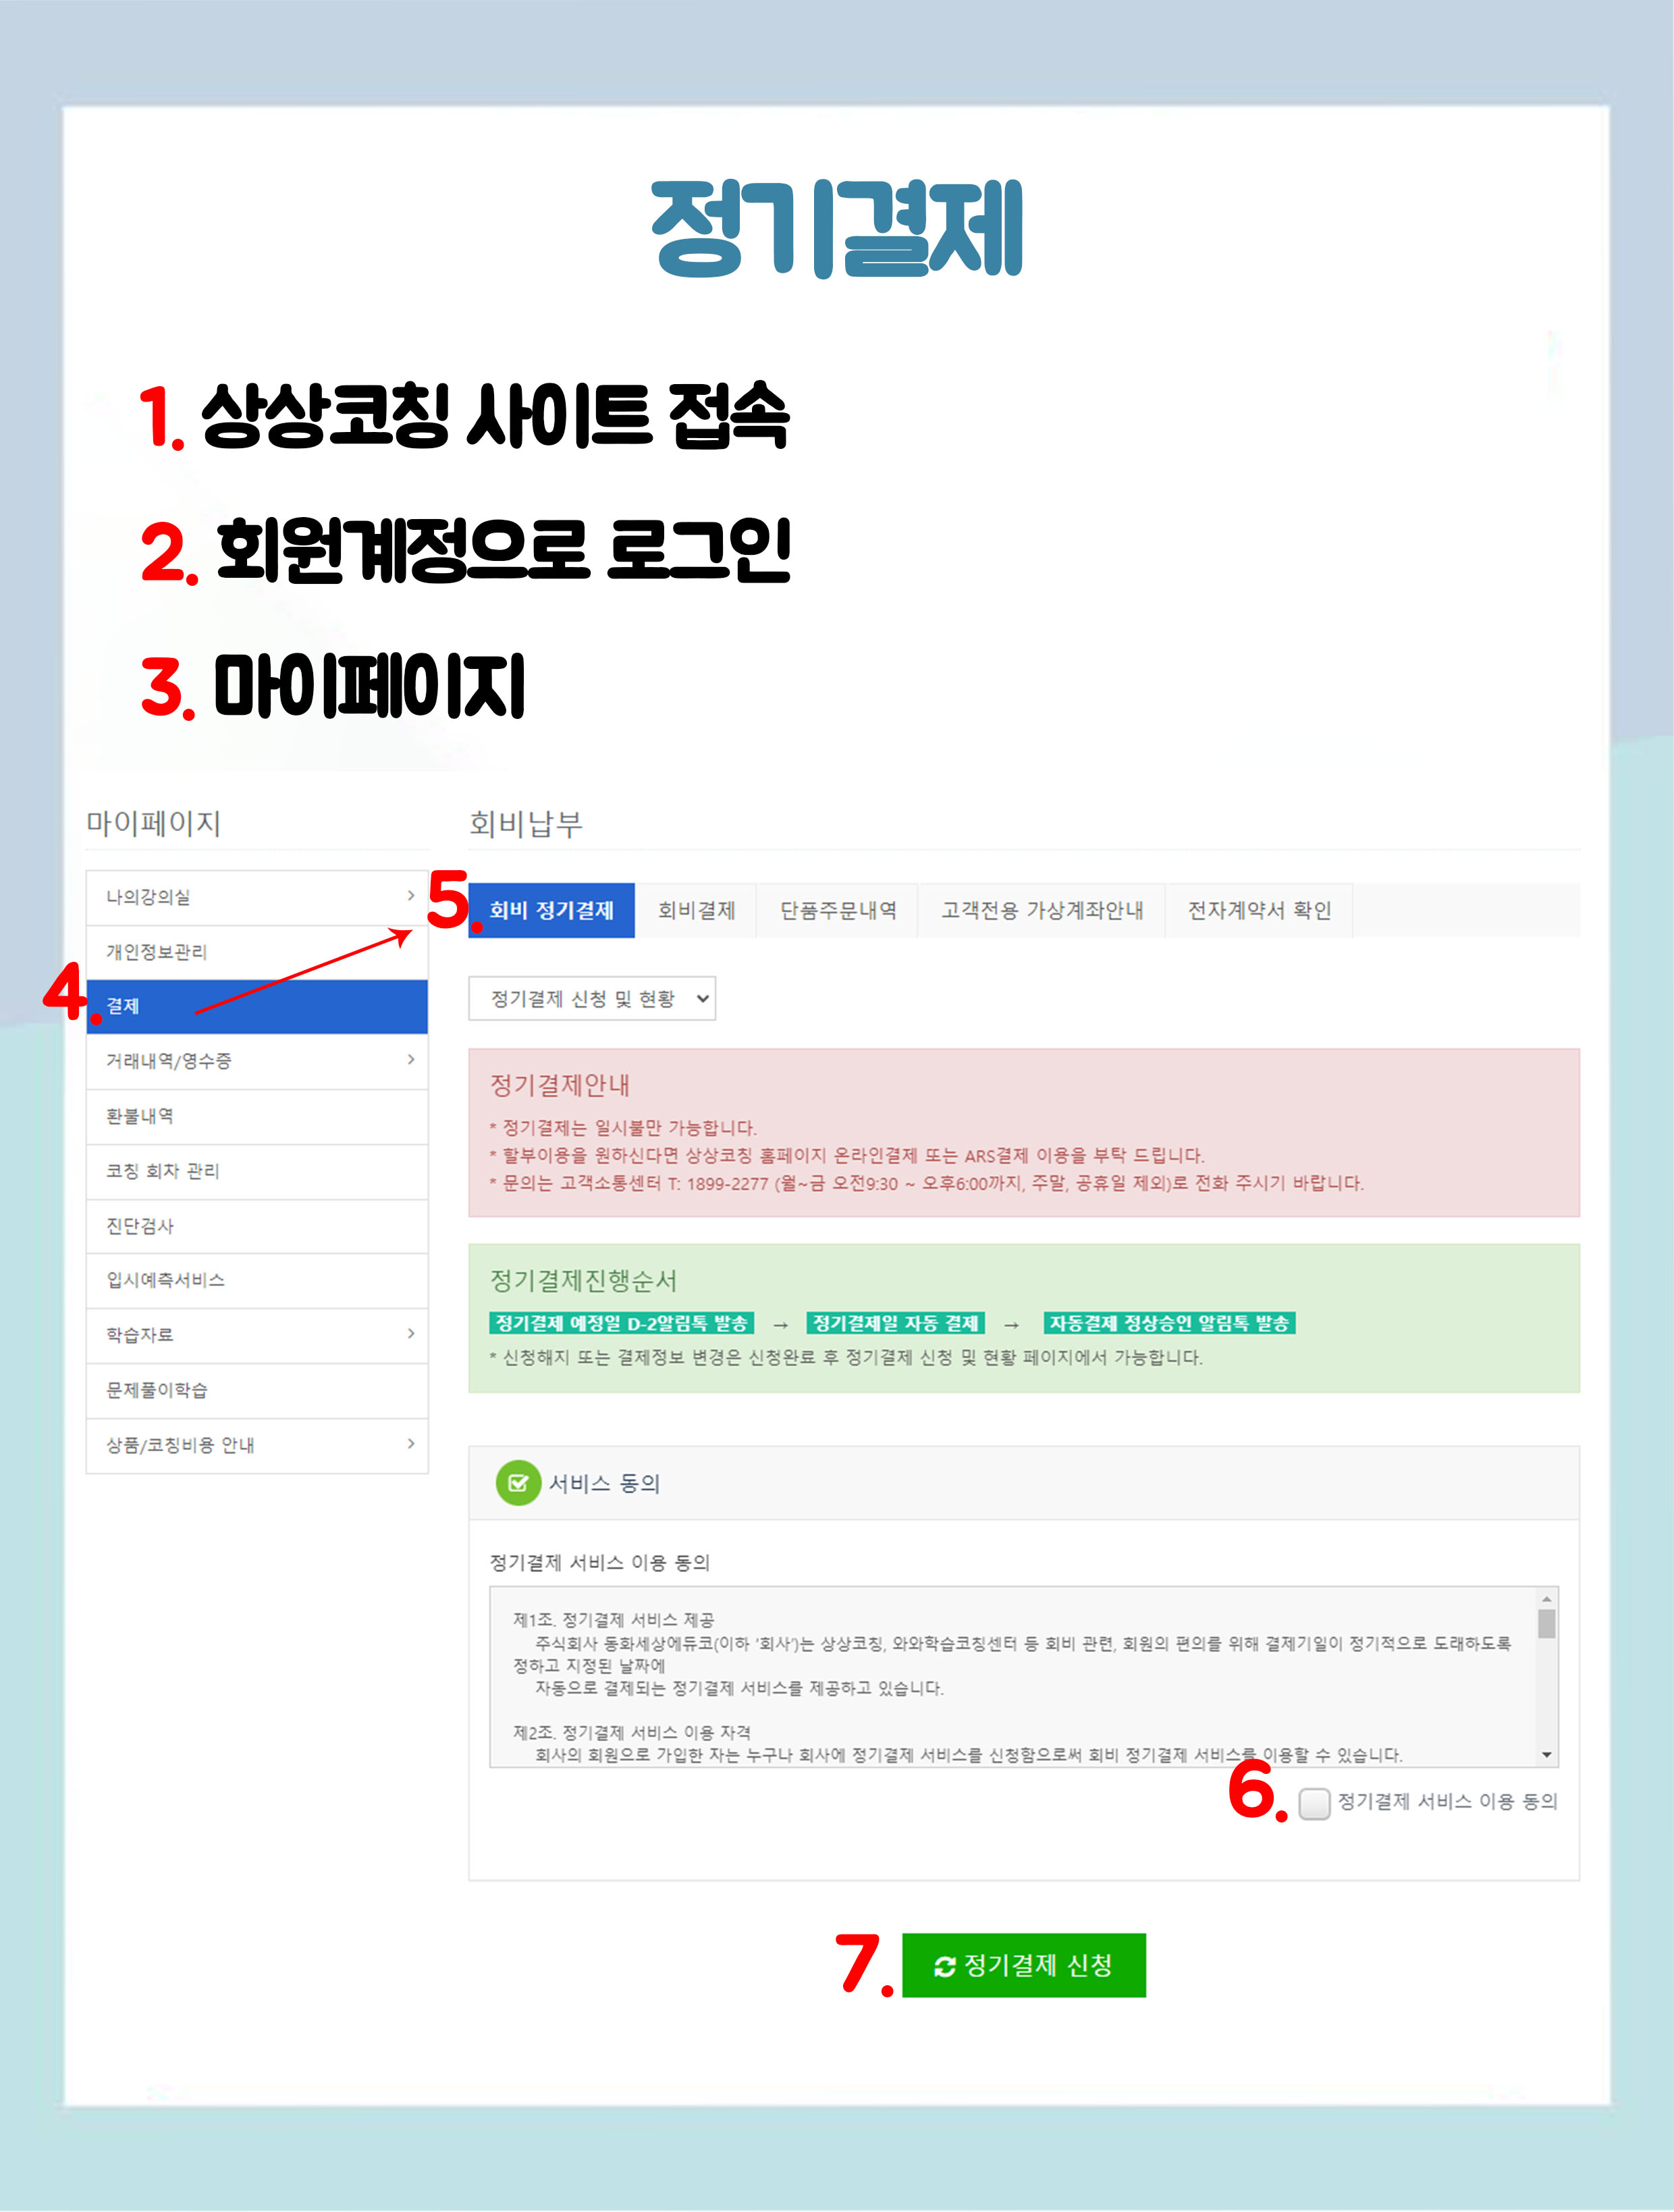 정기결제
1. 상상코칭 사이트 접속
2. 회원계정으로 로그인
3. 마이페이지
마이페이지
나의강의실
개인정보관리
4. 결제
거래내역/영수증
환불내역
코칭 회차 관리
진단검사
입시예측서비스
학습자료
문제풀이학습
상품/코칭비용 안내
회비납부
5. 회비 정기결제 회비결제 단품주문내역 고객전용 가상계좌안내 전자계약서 확인
정기결제 신청 및 현황
정기결제안내
* 정기결제는 일시불만 가능합니다.
* 할부이용을 원하신다면 상상코칭 홈페이지 온라인결제 또는 ARS결제 이용을 부탁 드립니다.
* 문의는 고객소통센터 T: 1899-2277 (월~금 오전9:30 ~ 오후6:00까지, 주말, 공휴일 제외)로 전화 주시기 바랍니다.
정기결제진행순서
정기결제 예정일 D-2알림톡 발송 → 정기결제일 자동 결제 → 자동결제 정상승인 알림톡 발송
* 신청해지 또는 결제정보 변경은 신청완료 후 정기결제 신청 및 현황 페이지에서 가능합니다.
서비스 동의
정기결제 서비스 이용 동의
제1조. 정기결제 서비스 제공
주식회사 동화세상에듀코(이하 '회사')는 상상코칭, 와와학습코칭센터 등 회비 관련, 회원의 편의를 위해 결제기일이 정기적으로 도래하도록
정하고 지정된 날짜에
자동으로 결제되는 정기결제 서비스를 제공하고 있습니다.
제2조. 정기결제 서비스 이용 자격
회사의 회원으로 가입한 자는 누구나 회사에 정기결제 서비스를 신청함으로써 회비 정기결제 서비스를 이용할 수 있습니다.
6. 정기결제 서비스 이용 동의
7. 정기결제 신청